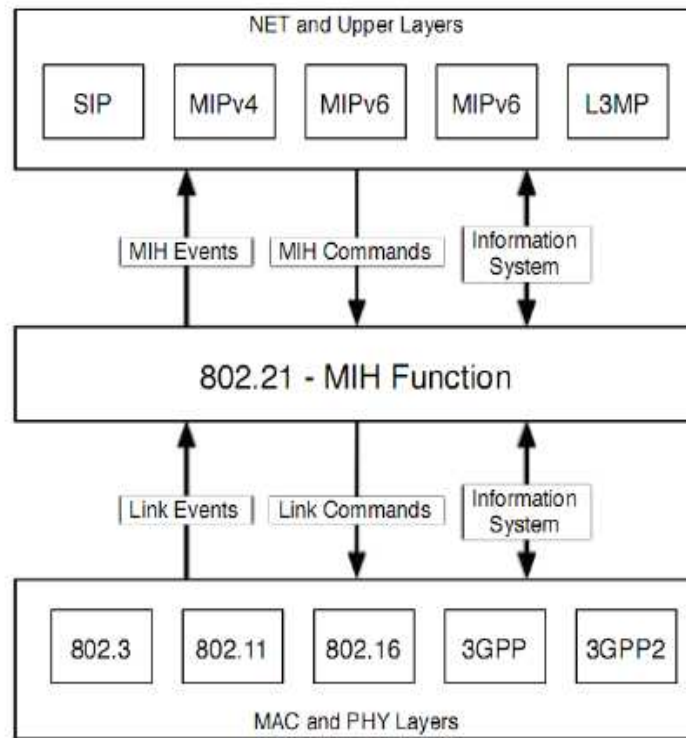 NET and Upper Layers
SIP
MIPv4
MIPv6
MIPv6
L3MP
MIH Events
MIH Commands
Information
System
802.21 - MIH Function
Link Events
Link Commands
Information
System
802.3
802.11
802.16
3GPP
3GPP2
MAC and PHY Layers